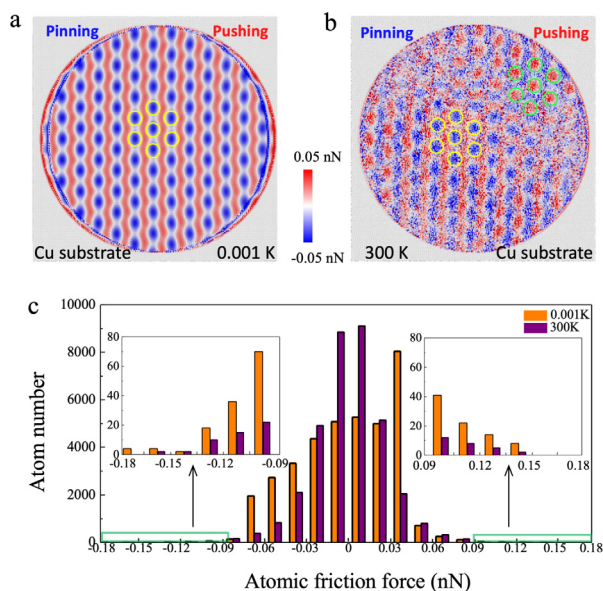 a
b
Pinning
Pushing
Pinning
Pushing
0.05 nN
-0.05 nN
Cu substrate
0.001 K
300 K
Cu substrate
c
10000
8000
6000
4000
2000
0
Atom number
0.001K
300K
80
60
40
20
0
-0.18 -0.15 -0.12 -0.09
80
60
40
20
0
0.09 0.12 0.15 0.18
-0.18 -0.15 -0.12 -0.09 -0.06 -0.03 0 0.03 0.06 0.09 0.12 0.15 0.18
Atomic friction force (nN)